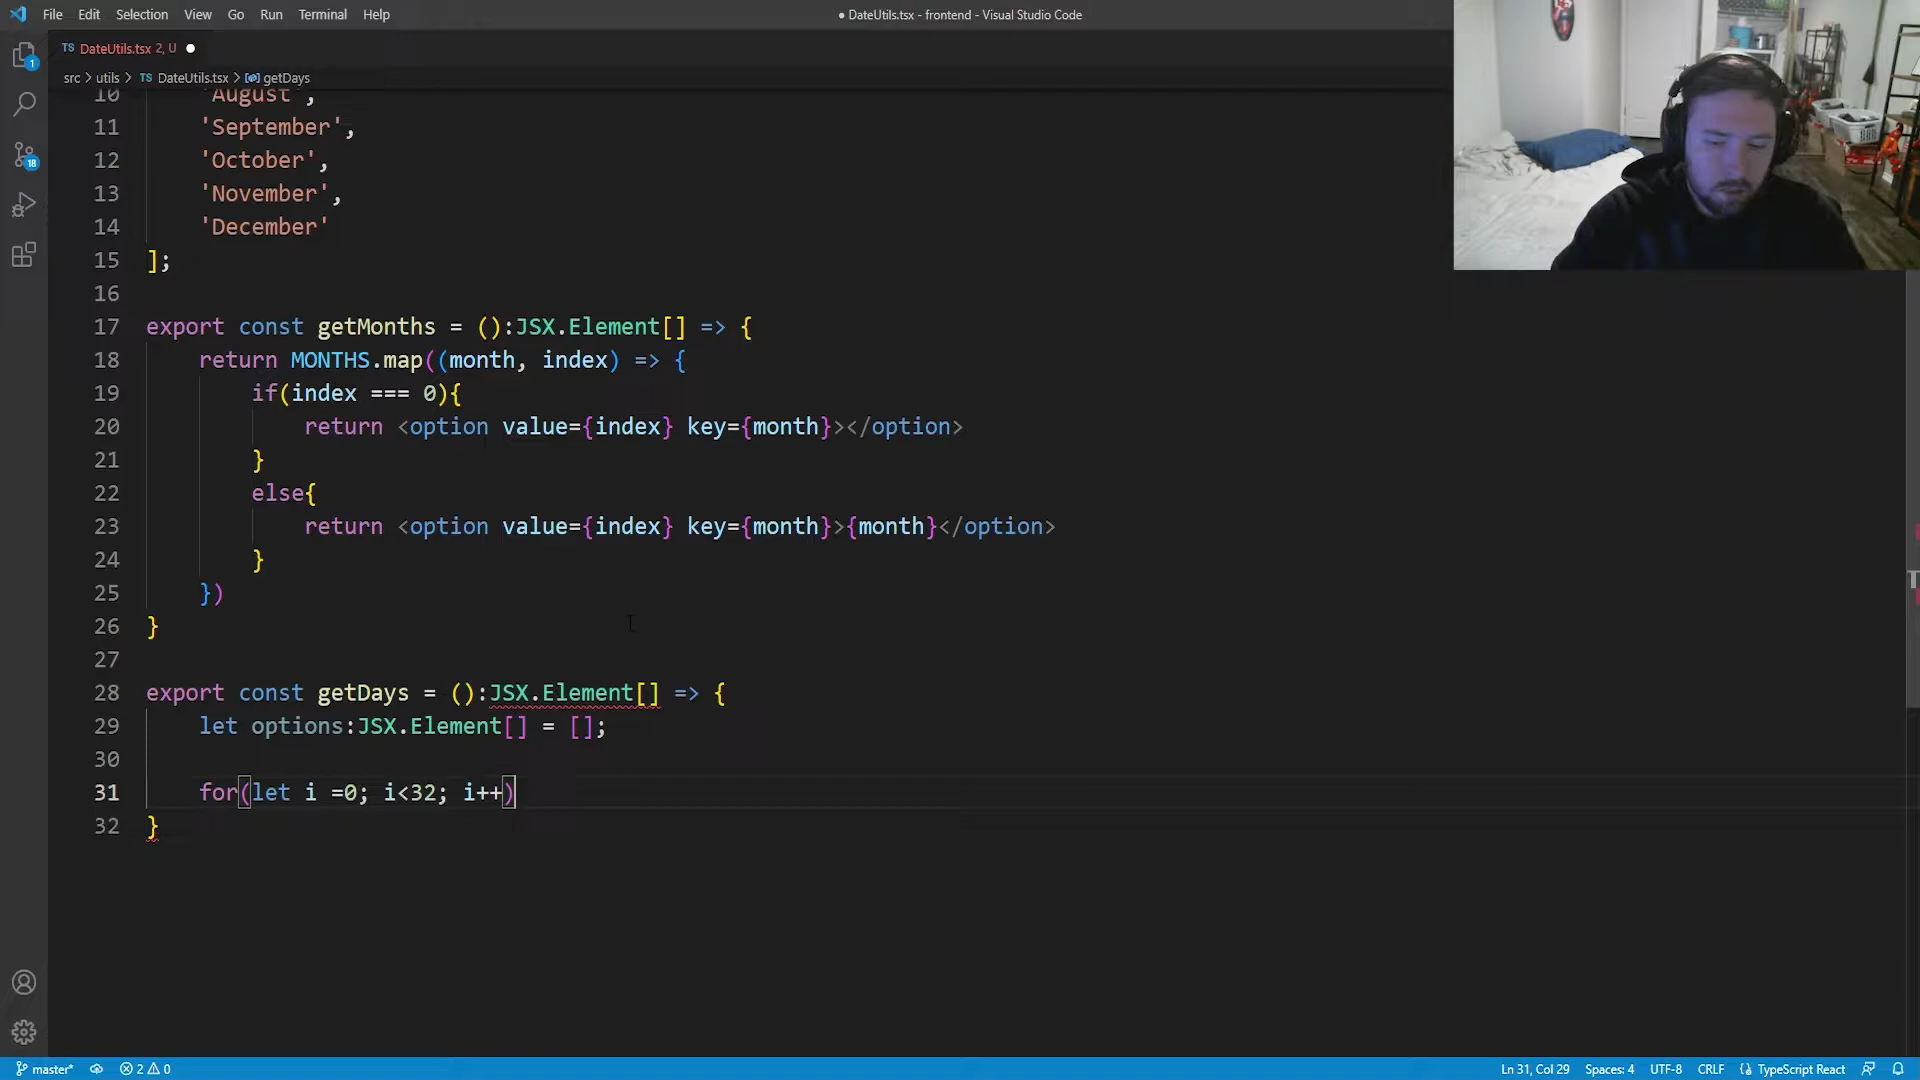 File Edit Selection View Go Run Terminal Help
● DateUtils.tsx - frontend - Visual Studio Code
TS DateUtils.tsx 2, U ●
src > utils > TS DateUtils.tsx > getDays
10 'August',
11 'September',
12 'October',
13 'November',
14 'December'
15 ];
16
17 export const getMonths = ():JSX.Element[] => {
18 return MONTHS.map((month, index) => {
19 if(index === 0){
20 return <option value={index} key={month}></option>
21 }
22 else{
23 return <option value={index} key={month}>{month}</option>
24 }
25 })
26 }
27
28 export const getDays = ():JSX.Element[] => {
29 let options:JSX.Element[] = [];
30
31 for(let i =0; i<32; i++)
32 }
1
18
master* 2 0
Ln 31, Col 29 Spaces: 4 UTF-8 CRLF {} TypeScript React